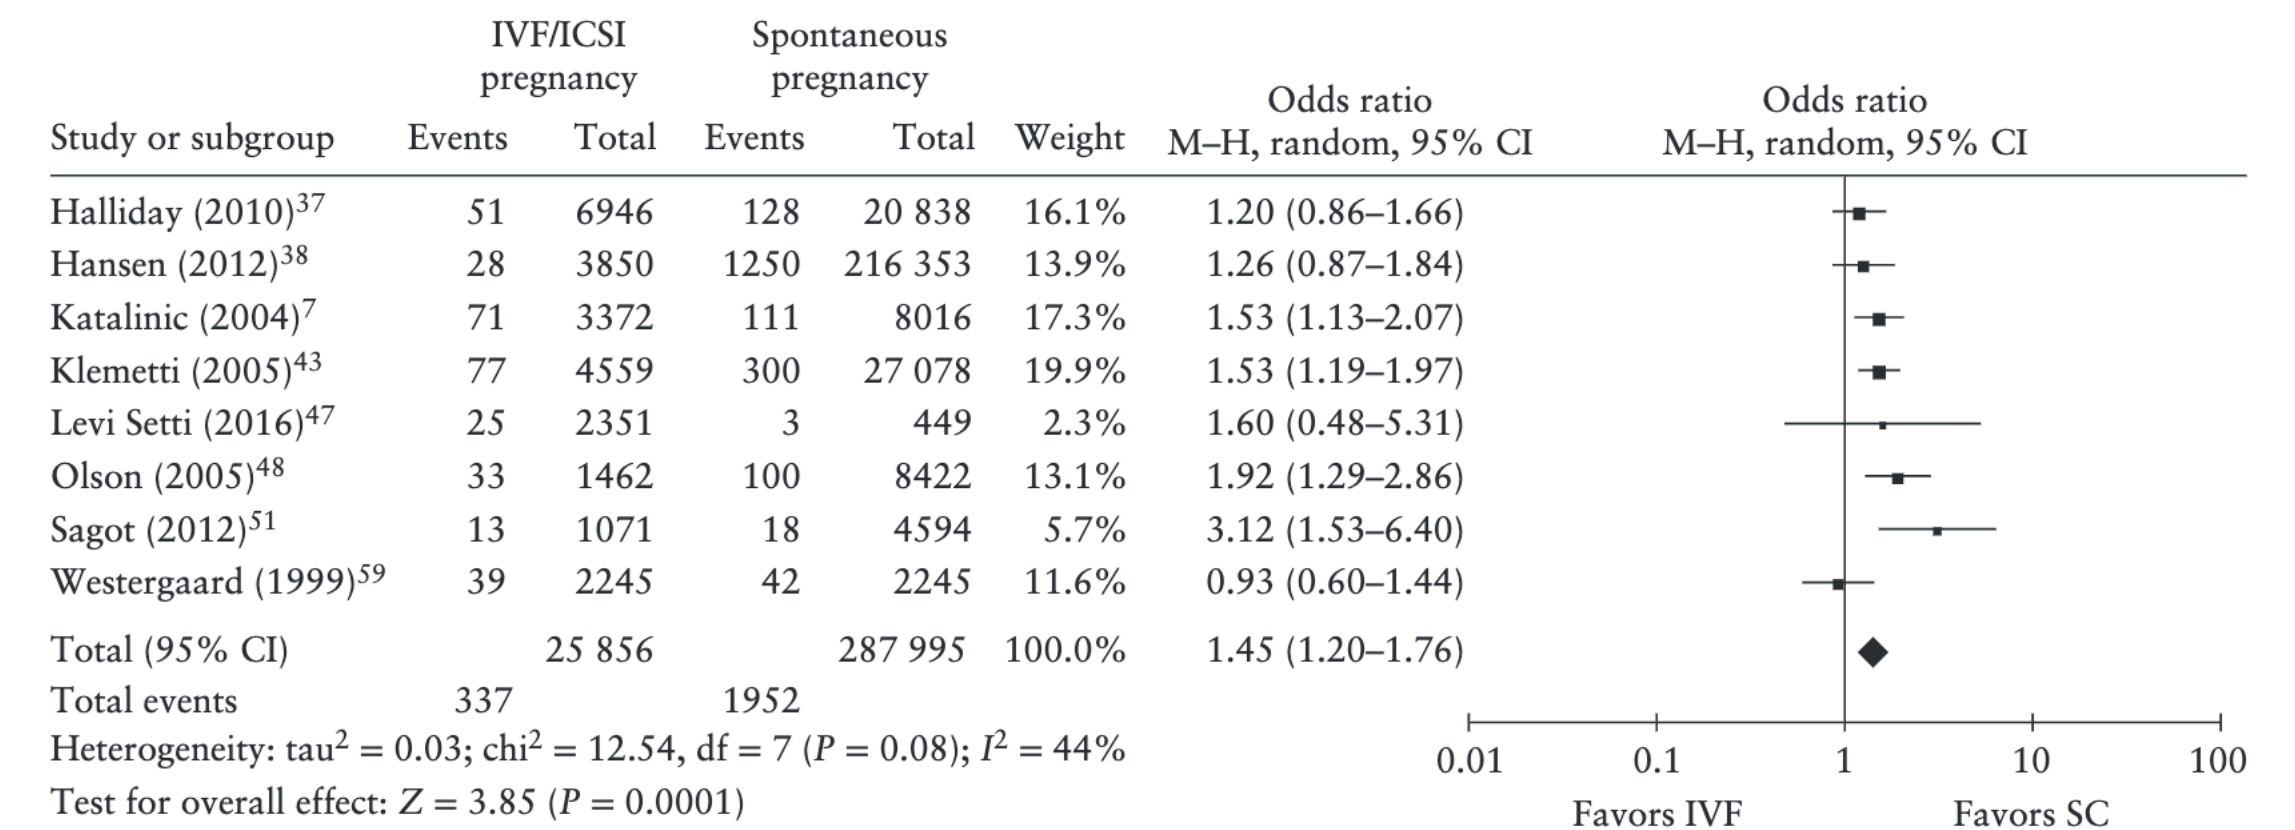 IVF/ICSI Spontaneous
pregnancy pregnancy
Odds ratio Odds ratio
Study or subgroup Events Total Events Total Weight M–H, random, 95% CI M–H, random, 95% CI
Halliday (2010)37 51 6946 128 20 838 16.1% 1.20 (0.86–1.66)
Hansen (2012)38 28 3850 1250 216 353 13.9% 1.26 (0.87–1.84)
Katalinic (2004)7 71 3372 111 8016 17.3% 1.53 (1.13–2.07)
Klemetti (2005)43 77 4559 300 27 078 19.9% 1.53 (1.19–1.97)
Levi Setti (2016)47 25 2351 3 449 2.3% 1.60 (0.48–5.31)
Olson (2005)48 33 1462 100 8422 13.1% 1.92 (1.29–2.86)
Sagot (2012)51 13 1071 18 4594 5.7% 3.12 (1.53–6.40)
Westergaard (1999)59 39 2245 42 2245 11.6% 0.93 (0.60–1.44)
Total (95% CI) 25 856 287 995 100.0% 1.45 (1.20–1.76)
Total events 337 1952
Heterogeneity: tau2 = 0.03; chi2 = 12.54, df = 7 (P = 0.08); I2 = 44%
0.01 0.1 1 10 100
Test for overall effect: Z = 3.85 (P = 0.0001)
Favors IVF Favors SC